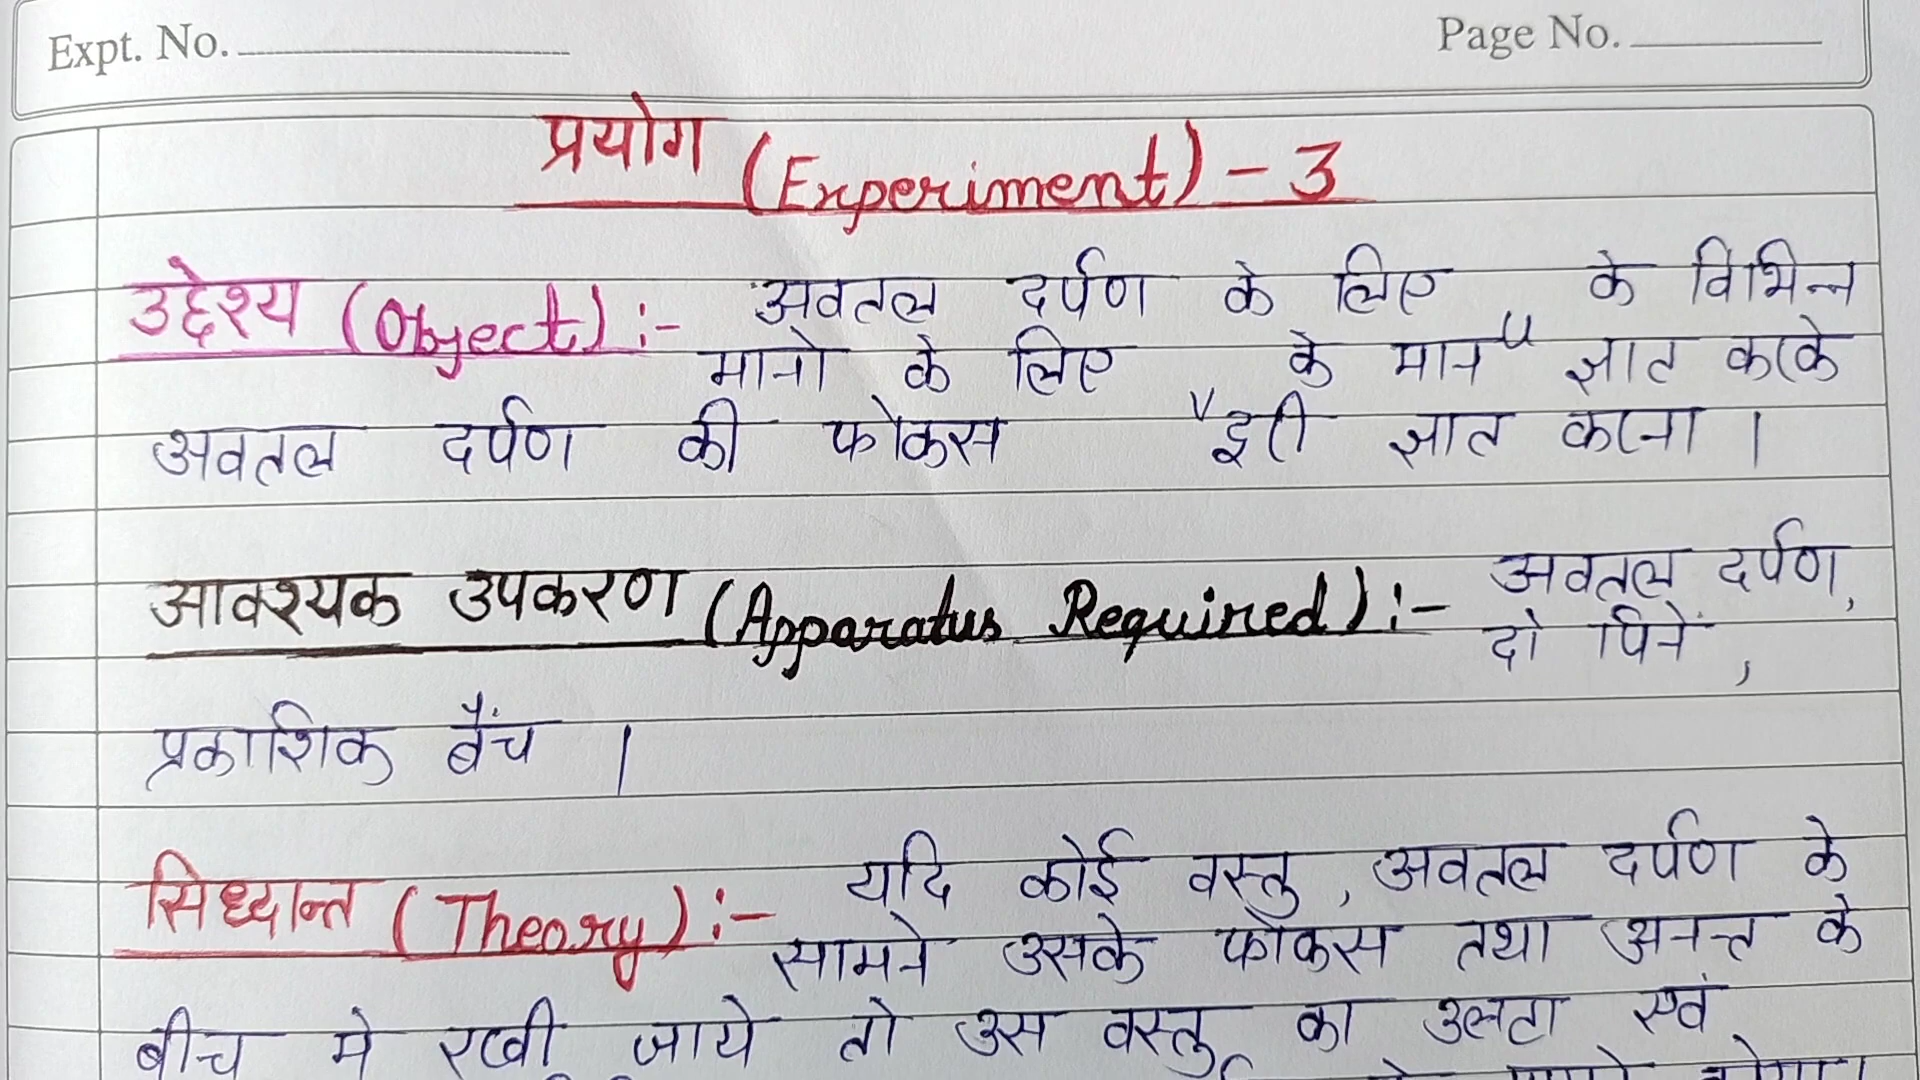 Expt. No.
Page No.
प्रयोग (Experiment) - 3
उद्देश्य (Object) :- अवतल दर्पण के लिए u के विभिन्न
मानो के लिए v के मान ज्ञात करके
अवतल दर्पण की फोकस दूरी ज्ञात करना ।
आवश्यक उपकरण (Apparatus Required) :- अवतल दर्पण,
दो पिनें,
प्रकाशिक बैंच ।
सिध्दान्त (Theory) :- यदि कोई वस्तु, अवतल दर्पण के
सामने उसके फोकस तथा अनन्त के
बीच मे रखी जाये तो उस वस्तु का उलटा एवं